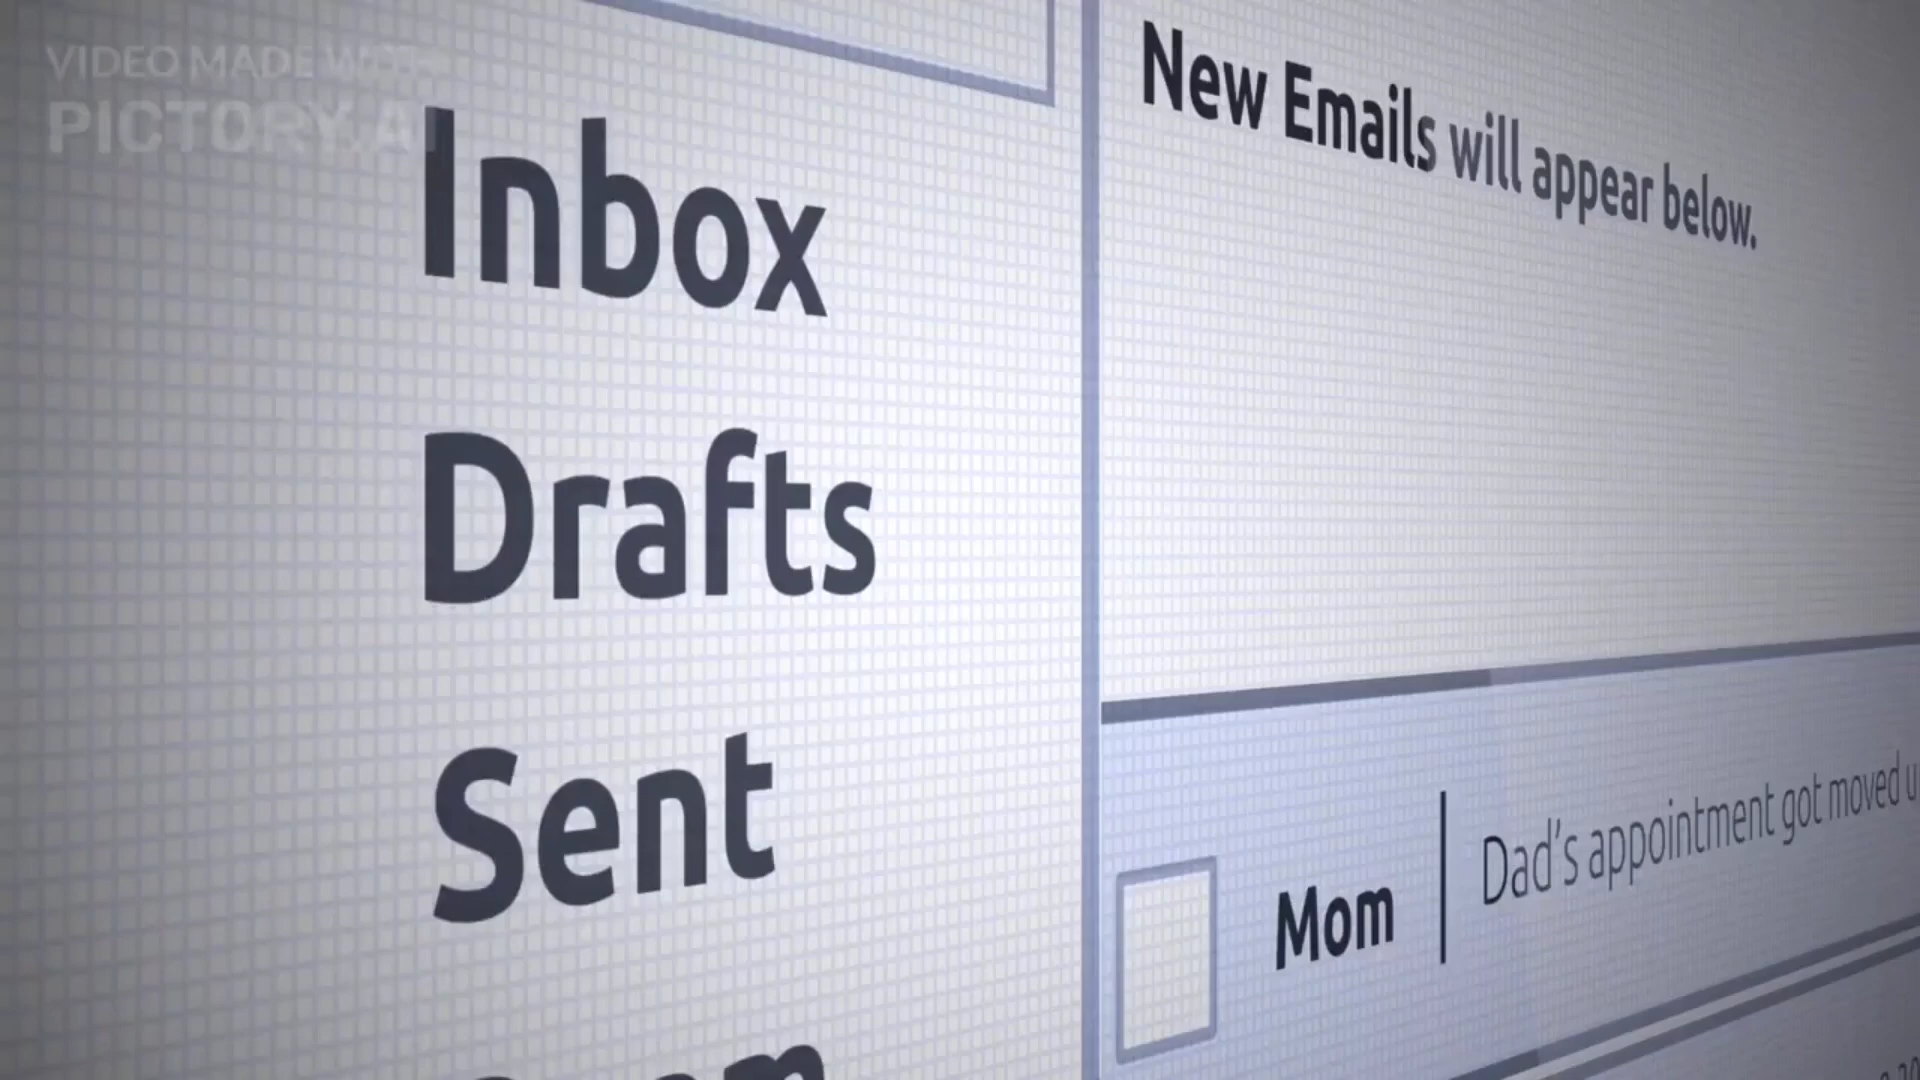 VIDEO MADE WITH
PICTORY.AI
Inbox
Drafts
Sent
New Emails will appear below.
Mom
Dad's appointment got moved